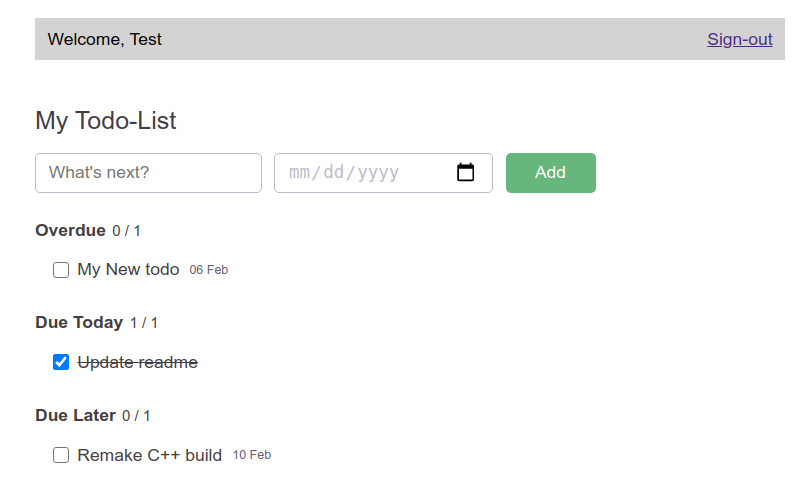 Welcome, Test Sign-out
My Todo-List
What's next? mm/dd/yyyy Add
Overdue 0 / 1
My New todo 06 Feb
Due Today 1 / 1
Update readme
Due Later 0 / 1
Remake C++ build 10 Feb